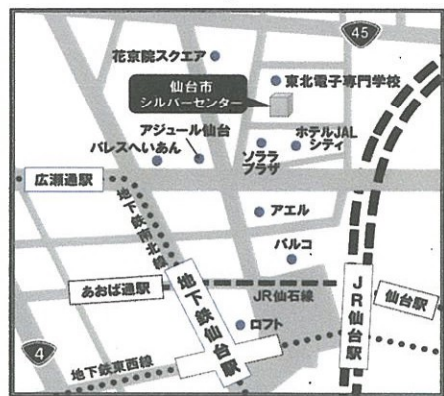 45
花京院スクエア
東北電子専門学校
仙台市
シルバーセンター
アジュール仙台
パレスへいあん
ソララ
プラザ
ホテルJAL
シティ
広瀬通駅
地下鉄南北線
アエル
パルコ
あおば通駅
地下鉄仙台駅
JR仙石線
JR仙台駅
仙台駅
ロフト
4
地下鉄東西線